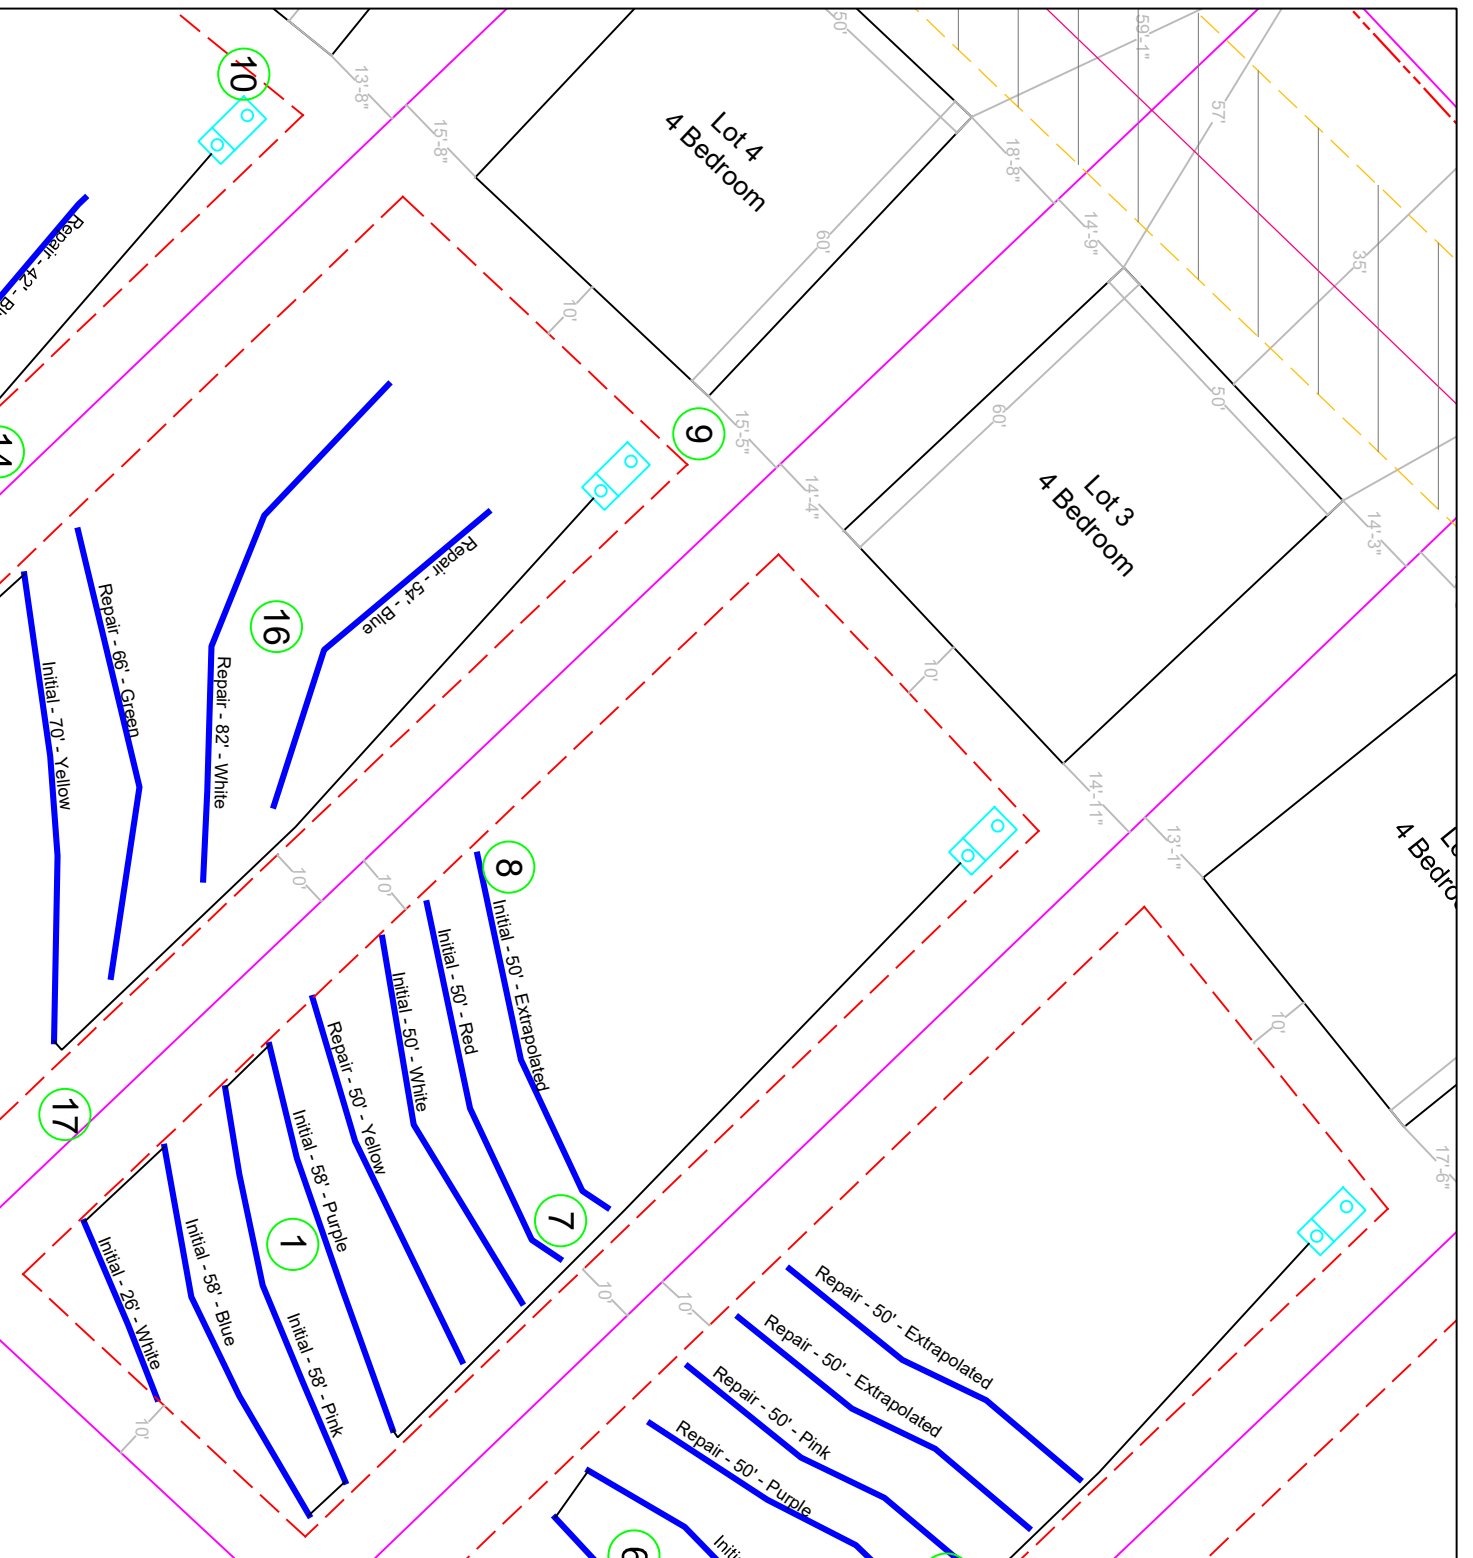 50'
59'-1"
57'
10
13'-8"
15'-8"
Lot 4
4 Bedroom
18'-8"
14'-9"
35'
60'
Repair - 42'
10'
50'
60'
9
15'-5"
14'-4"
Lot 3
4 Bedroom
14'-3"
14
Repair - 54' - Blue
16
Repair - 66' - Green
Repair - 82' - White
Initial - 70' - Yellow
10'
14'-11"
13'-1"
4 Bedro
10'
10'
8
Initial - 50' - Extrapolated
Initial - 50' - Red
Initial - 50' - White
Repair - 50' - Yellow
10'
17
Initial - 58' - Purple
17'-6"
7
1
Initial - 58' - Blue
Initial - 26' - White
Initial - 58' - Pink
10'
10'
10'
Repair - 50' - Extrapolated
Repair - 50' - Extrapolated
Repair - 50' - Pink
Repair - 50' - Purple
6